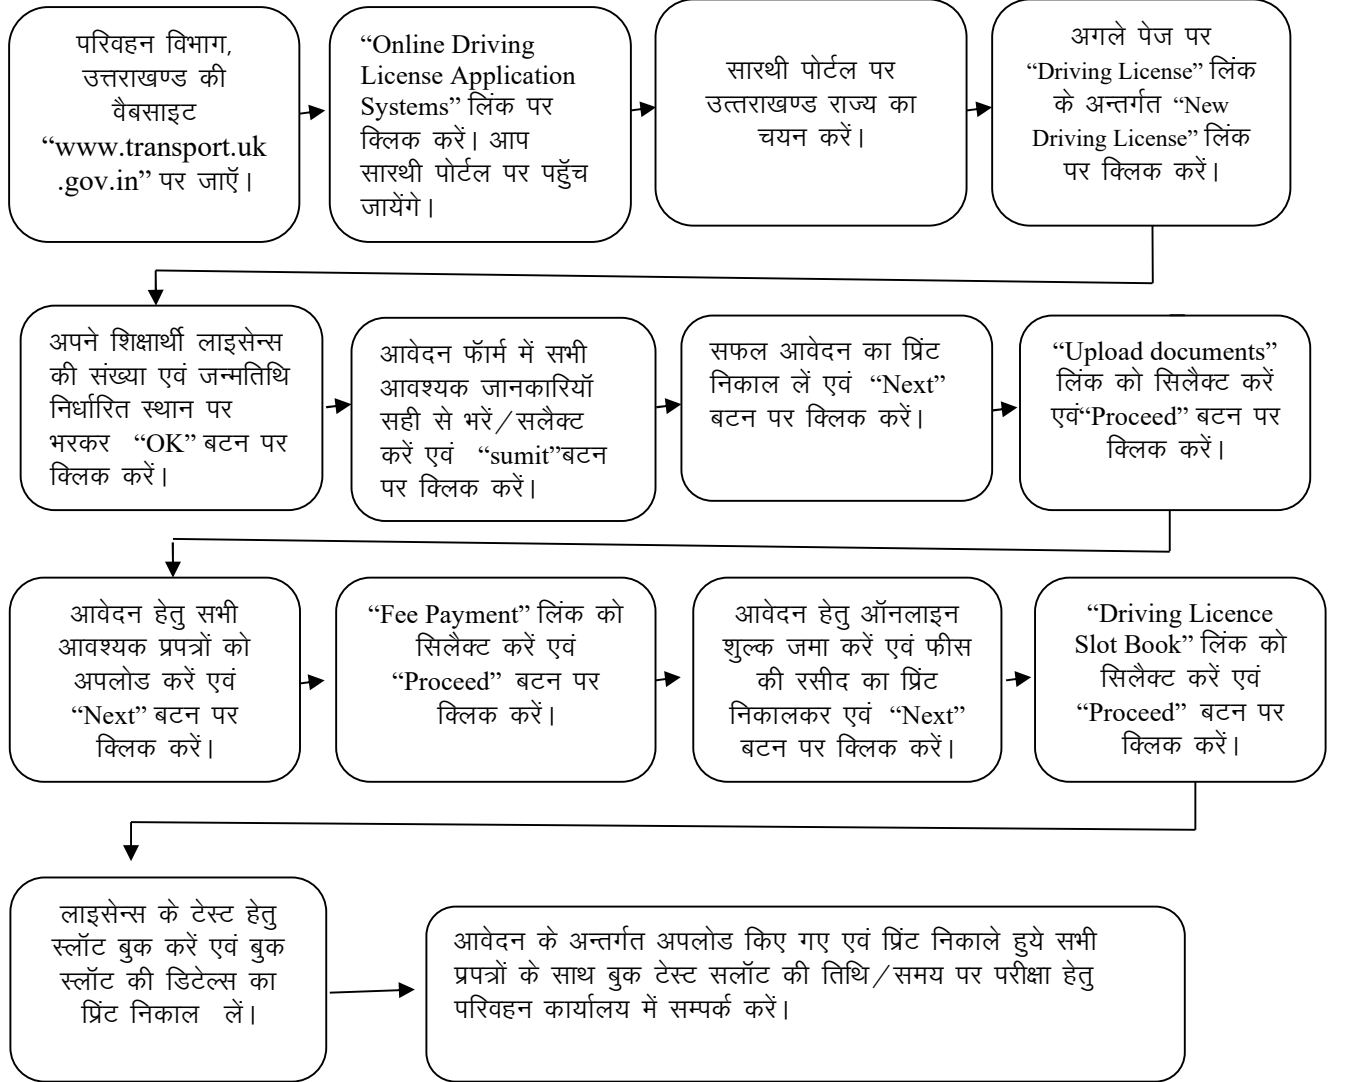 परिवहन विभाग,
उत्तराखण्ड की
वैबसाइट
“www.transport.uk
.gov.in” पर जाएॅ।
“Online Driving
License Application
Systems” लिंक पर
क्लिक करें। आप
सारथी पोर्टल पर पहुॅच
जायेंगे।
सारथी पोर्टल पर
उत्तराखण्ड राज्य का
चयन करें।
अगले पेज पर
“Driving License” लिंक
के अन्तर्गत “New
Driving License” लिंक
पर क्लिक करें।
अपने शिक्षार्थी लाइसेन्स
की संख्या एवं जन्मतिथि
निर्धारित स्थान पर
भरकर “OK” बटन पर
क्लिक करें।
आवेदन फॅार्म में सभी
आवश्यक जानकारियॉ
सही से भरें/सलैक्ट
करें एवं “sumit”बटन
पर क्लिक करें।
सफल आवेदन का प्रिंट
निकाल लें एवं “Next”
बटन पर क्लिक करें।
“Upload documents”
लिंक को सिलैक्ट करें
एवं“Proceed” बटन पर
क्लिक करें।
आवेदन हेतु सभी
आवश्यक प्रपत्रों को
अपलोड करें एवं
“Next” बटन पर
क्लिक करें।
“Fee Payment” लिंक को
सिलैक्ट करें एवं
“Proceed” बटन पर
क्लिक करें।
आवेदन हेतु ऑनलाइन
शुल्क जमा करें एवं फीस
की रसीद का प्रिंट
निकालकर एवं “Next”
बटन पर क्लिक करें।
“Driving Licence
Slot Book” लिंक को
सिलैक्ट करें एवं
“Proceed” बटन पर
क्लिक करें।
लाइसेन्स के टेस्ट हेतु
स्लॉट बुक करें एवं बुक
स्लॉट की डिटेल्स का
प्रिंट निकाल लें।
आवेदन के अन्तर्गत अपलोड किए गए एवं प्रिंट निकाले हुये सभी
प्रपत्रों के साथ बुक टेस्ट सलॉट की तिथि/समय पर परीक्षा हेतु
परिवहन कार्यालय में सम्पर्क करें।